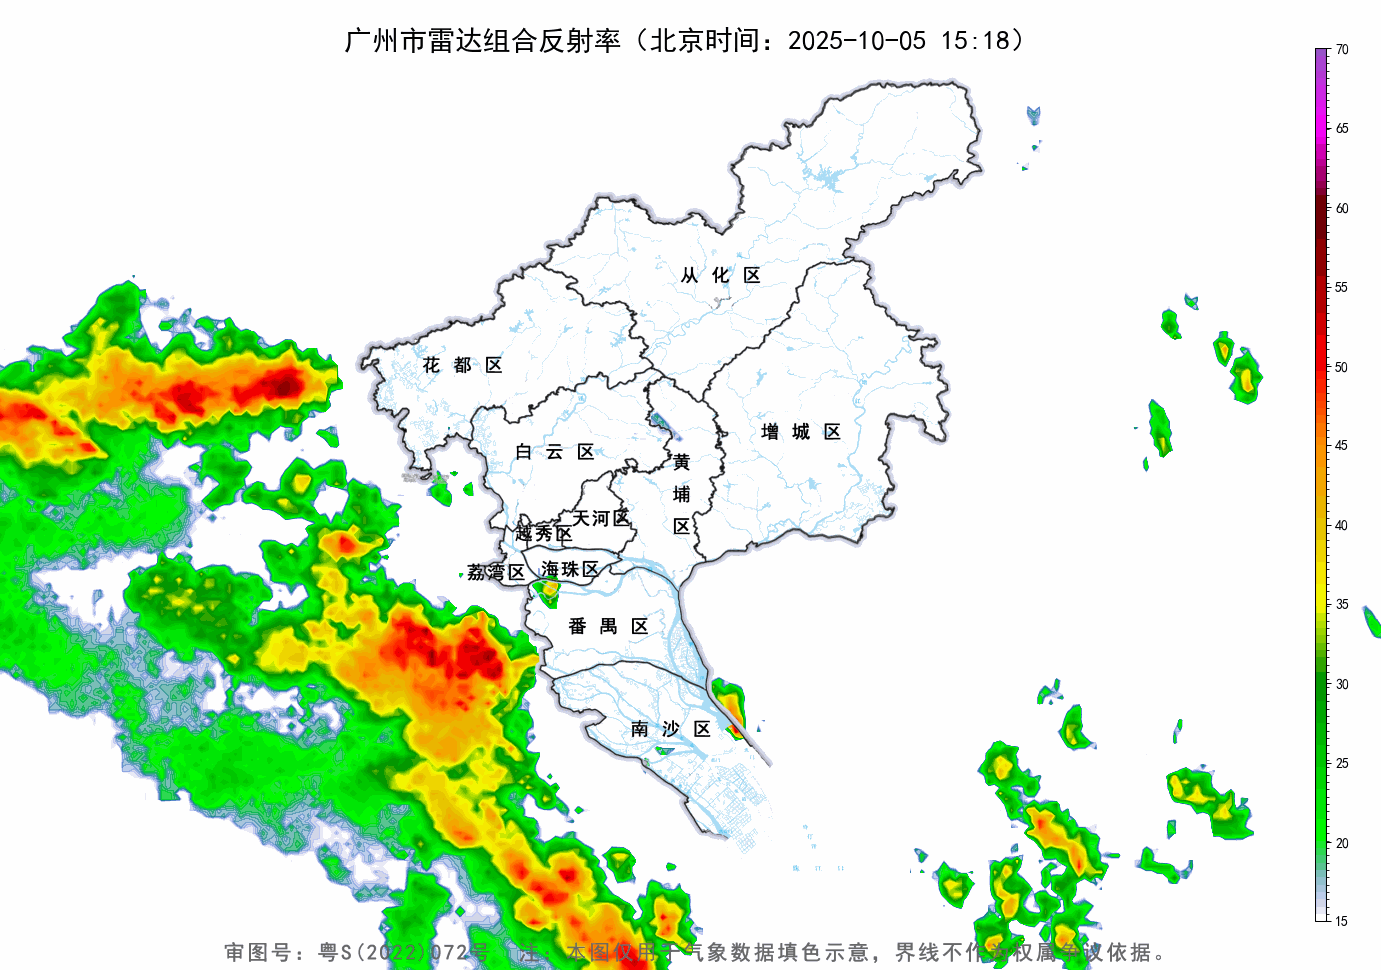 广州市雷达组合反射率（北京时间：2025-10-05 15:18）
70
65
60
55
50
45
40
35
30
25
20
15
从化区
花都区
增城区
白云区
黄埔区
天河区
越秀区
海珠区
荔湾区
番禺区
南沙区
审图号：粤S(2022)072号 注：本图仅用于气象数据填色示意，界线不作为权属争议依据。